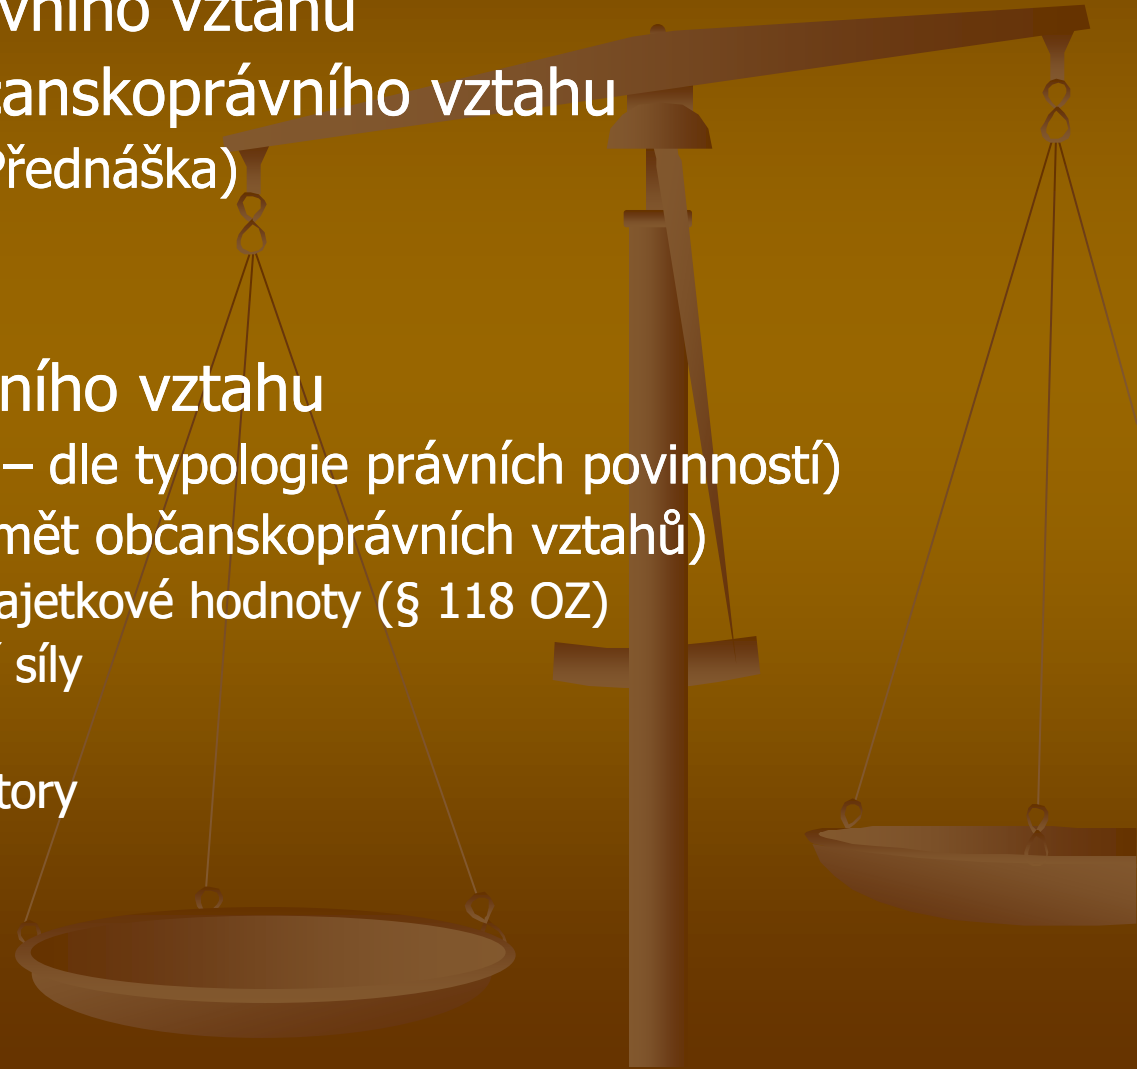 vního vztahu
tanskoprávního vztahu
Přednáška)
ního vztahu
– dle typologie právních povinností)
mět občanskoprávních vztahů)
ajetkové hodnoty (§ 118 OZ)
síly
tory